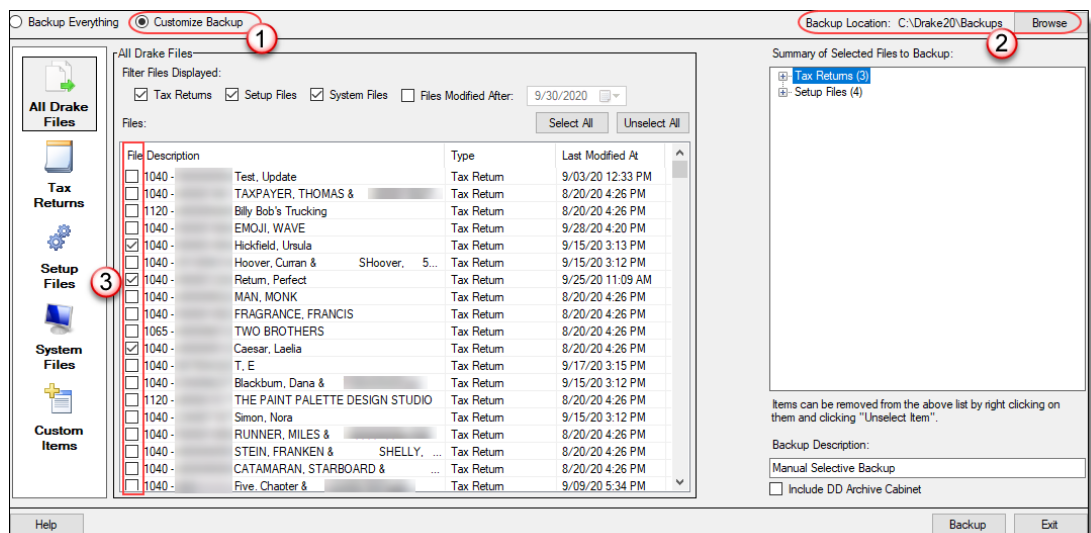 Backup Everything Customize Backup Backup Location: C:\Drake20\Backups Browse
1
2
All Drake Files
Filter Files Displayed:
Tax Returns Setup Files System Files Files Modified After: 9/30/2020
Files: Select All Unselect All
File Description Type Last Modified At
1040 - Test, Update Tax Return 9/03/20 12:33 PM
1040 - TAXPAYER, THOMAS & Tax Return 8/20/20 4:26 PM
1120 - Billy Bob's Trucking Tax Return 8/20/20 4:26 PM
1040 - EMOJI, WAVE Tax Return 9/28/20 4:20 PM
1040 - Hickfield, Ursula Tax Return 9/15/20 3:13 PM
1040 - Hoover, Curran & SHoover, 5... Tax Return 9/15/20 3:12 PM
3
1040 - Return, Perfect Tax Return 9/25/20 11:09 AM
1040 - MAN, MONK Tax Return 8/20/20 4:26 PM
1040 - FRAGRANCE, FRANCIS Tax Return 8/20/20 4:26 PM
1065 - TWO BROTHERS Tax Return 8/20/20 4:26 PM
1040 - Caesar, Laelia Tax Return 8/20/20 4:26 PM
1040 - T, E Tax Return 9/17/20 3:15 PM
1040 - Blackburn, Dana & Tax Return 9/15/20 3:12 PM
1120 - THE PAINT PALETTE DESIGN STUDIO Tax Return 8/20/20 4:26 PM
1040 - Simon, Nora Tax Return 9/15/20 3:12 PM
1040 - RUNNER, MILES & Tax Return 8/20/20 4:26 PM
1040 - STEIN, FRANKEN & SHELLY, ... Tax Return 8/20/20 4:26 PM
1040 - CATAMARAN, STARBOARD & ... Tax Return 8/20/20 4:26 PM
1040 - Five, Chapter & Tax Return 9/09/20 5:34 PM
All Drake
Files
Tax
Returns
Setup
Files
System
Files
Custom
Items
Summary of Selected Files to Backup:
Tax Returns (3)
Setup Files (4)
Items can be removed from the above list by right clicking on
them and clicking "Unselect Item".
Backup Description:
Manual Selective Backup
Include DD Archive Cabinet
Help Backup Exit